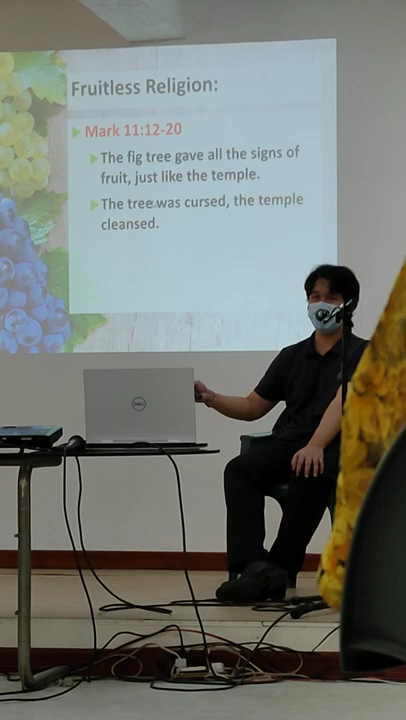 Fruitless Religion:
Mark 11:12-20
The fig tree gave all the signs of
fruit, just like the temple.
The tree was cursed, the temple
cleansed.
DELL